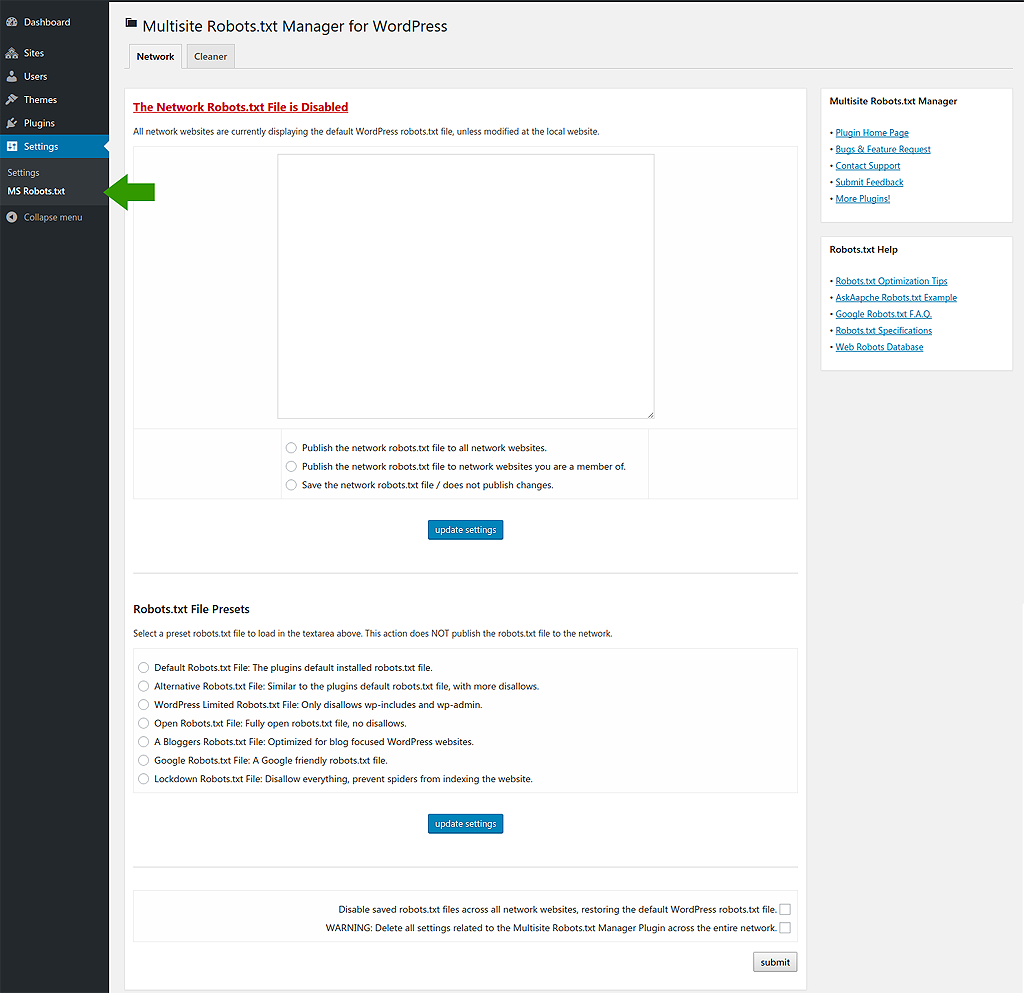 Dashboard
Sites
Users
Themes
Plugins
Settings
Settings
MS Robots.txt
Collapse menu
Multisite Robots.txt Manager for WordPress
Network
Cleaner
The Network Robots.txt File is Disabled
All network websites are currently displaying the default WordPress robots.txt file, unless modified at the local website.
Publish the network robots.txt file to all network websites.
Publish the network robots.txt file to network websites you are a member of.
Save the network robots.txt file / does not publish changes.
update settings
Robots.txt File Presets
Select a preset robots.txt file to load in the textarea above. This action does NOT publish the robots.txt file to the network.
Default Robots.txt File: The plugins default installed robots.txt file.
Alternative Robots.txt File: Similar to the plugins default robots.txt file, with more disallows.
WordPress Limited Robots.txt File: Only disallows wp-includes and wp-admin.
Open Robots.txt File: Fully open robots.txt file, no disallows.
A Bloggers Robots.txt File: Optimized for blog focused WordPress websites.
Google Robots.txt File: A Google friendly robots.txt file.
Lockdown Robots.txt File: Disallow everything, prevent spiders from indexing the website.
update settings
Disable saved robots.txt files across all network websites, restoring the default WordPress robots.txt file.
WARNING: Delete all settings related to the Multisite Robots.txt Manager Plugin across the entire network.
submit
Multisite Robots.txt Manager
• Plugin Home Page
• Bugs & Feature Request
• Contact Support
• Submit Feedback
• More Plugins!
Robots.txt Help
• Robots.txt Optimization Tips
• AskAapche Robots.txt Example
• Google Robots.txt F.A.Q.
• Robots.txt Specifications
• Web Robots Database